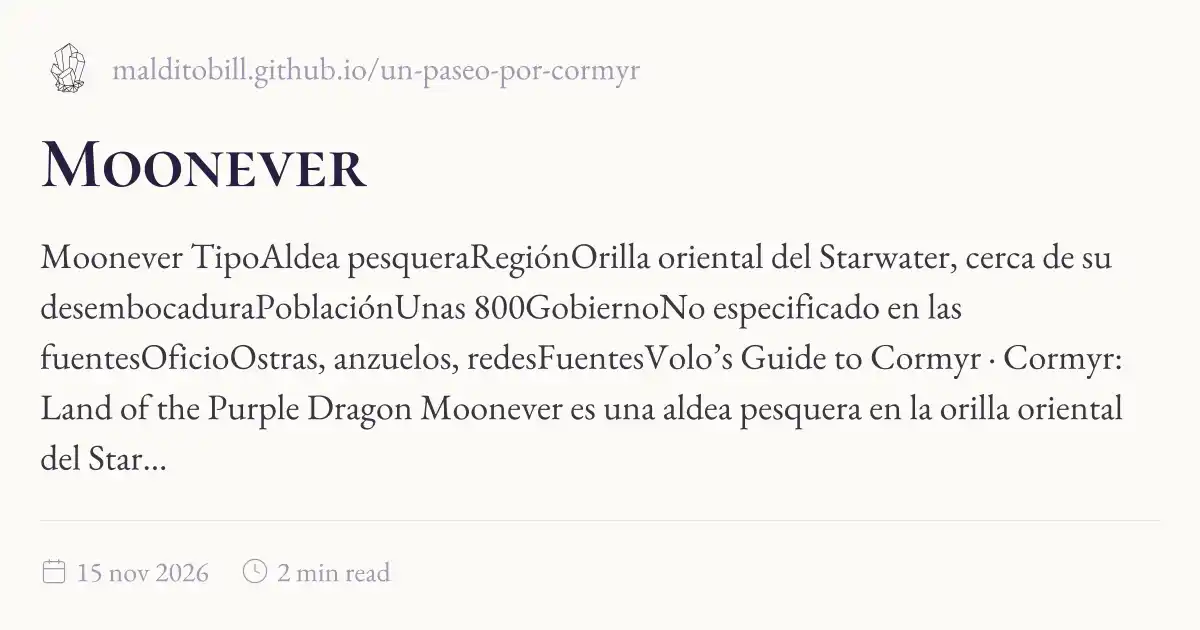 malditobill.github.io/un-paseo-por-cormyr
Moonever
Moonever TipoAldea pesqueraRegiónOrilla oriental del Starwater, cerca de su
desembocaduraPoblaciónUnas 800GobiernoNo especificado en las
fuentesOficioOstras, anzuelos, redesFuentesVolo’s Guide to Cormyr · Cormyr:
Land of the Purple Dragon Moonever es una aldea pesquera en la orilla oriental
del Star...
15 nov 2026 2 min read